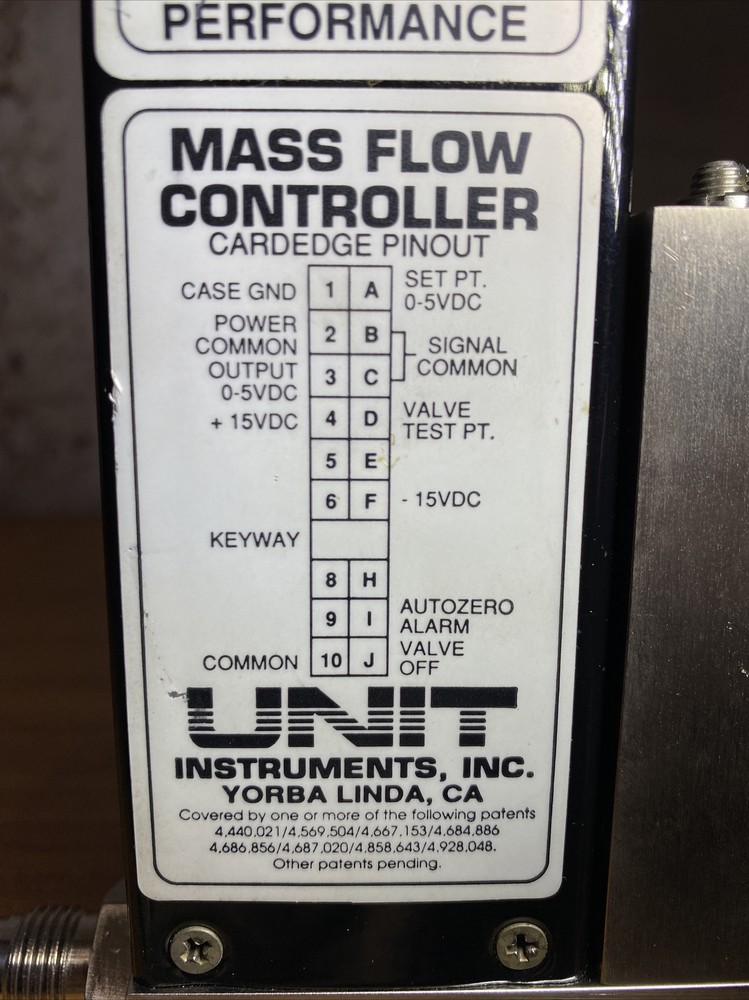 PERFORMANCE
MASS FLOW
CONTROLLER
CARDEDGE PINOUT
CASE GND 1 A SET PT. 0-5VDC
POWER COMMON 2 B SIGNAL COMMON
OUTPUT 0-5VDC 3 C
+ 15VDC 4 D VALVE TEST PT.
5 E
6 F - 15VDC
KEYWAY
8 H
9 I AUTOZERO ALARM
COMMON 10 J VALVE OFF
UNIT
INSTRUMENTS, INC.
YORBA LINDA, CA
Covered by one or more of the following patents
4,440,021/4,569,504/4,667,153/4,684,886
4,686,856/4,687,020/4,858,643/4,928,048.
Other patents pending.